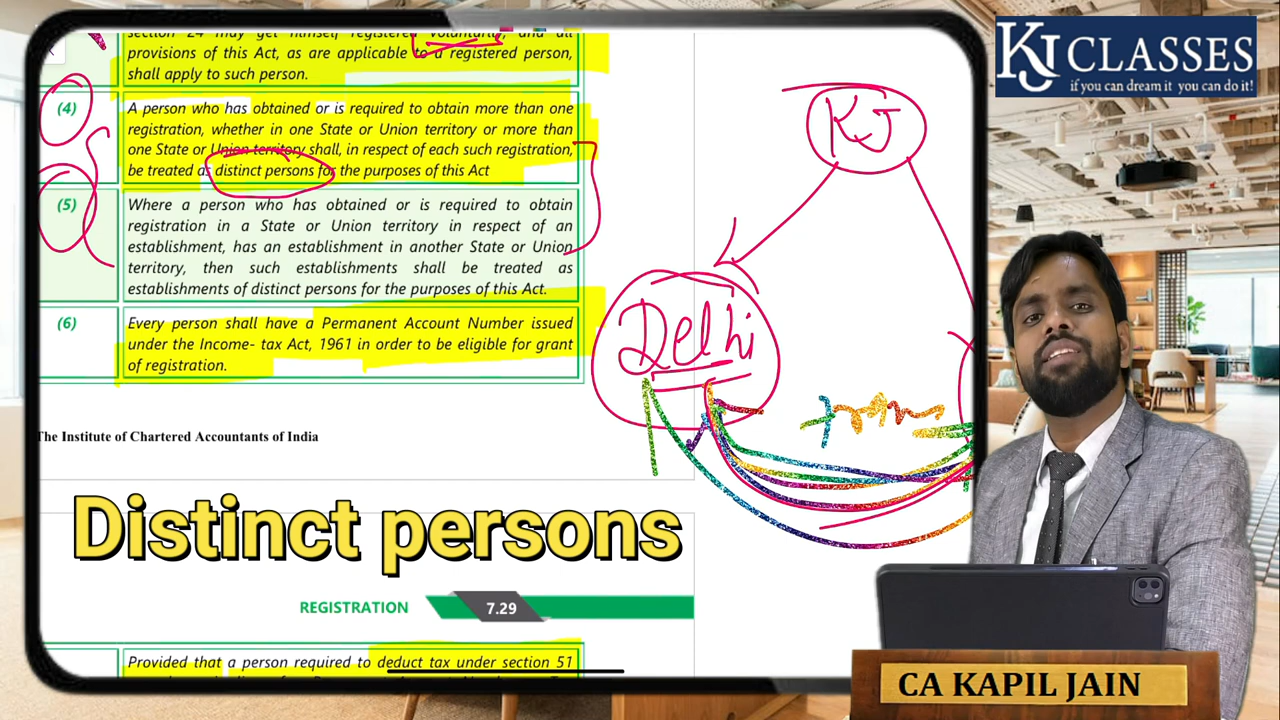 section 24 may get himself registered voluntarily, and all
provisions of this Act, as are applicable to a registered person,
shall apply to such person.
(4)
A person who has obtained or is required to obtain more than one
registration, whether in one State or Union territory or more than
one State or Union territory shall, in respect of each such registration,
be treated as distinct persons for the purposes of this Act
(5)
Where a person who has obtained or is required to obtain
registration in a State or Union territory in respect of an
establishment, has an establishment in another State or Union
territory, then such establishments shall be treated as
establishments of distinct persons for the purposes of this Act.
(6)
Every person shall have a Permanent Account Number issued
under the Income- tax Act, 1961 in order to be eligible for grant
of registration.
The Institute of Chartered Accountants of India
Distinct persons
REGISTRATION 7.29
Provided that a person required to deduct tax under section 51
KJ
Delhi
KJ CLASSES
if you can dream it you can do it!
CA KAPIL JAIN